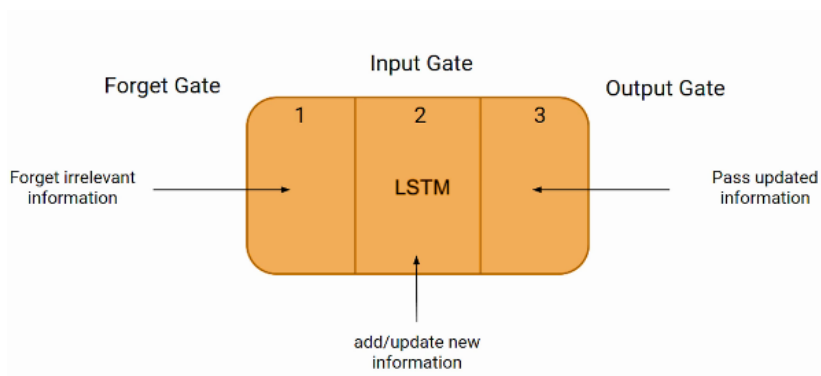 Input Gate
Forget Gate
Output Gate
1
2
3
Forget irrelevant
information
LSTM
Pass updated
information
add/update new
information